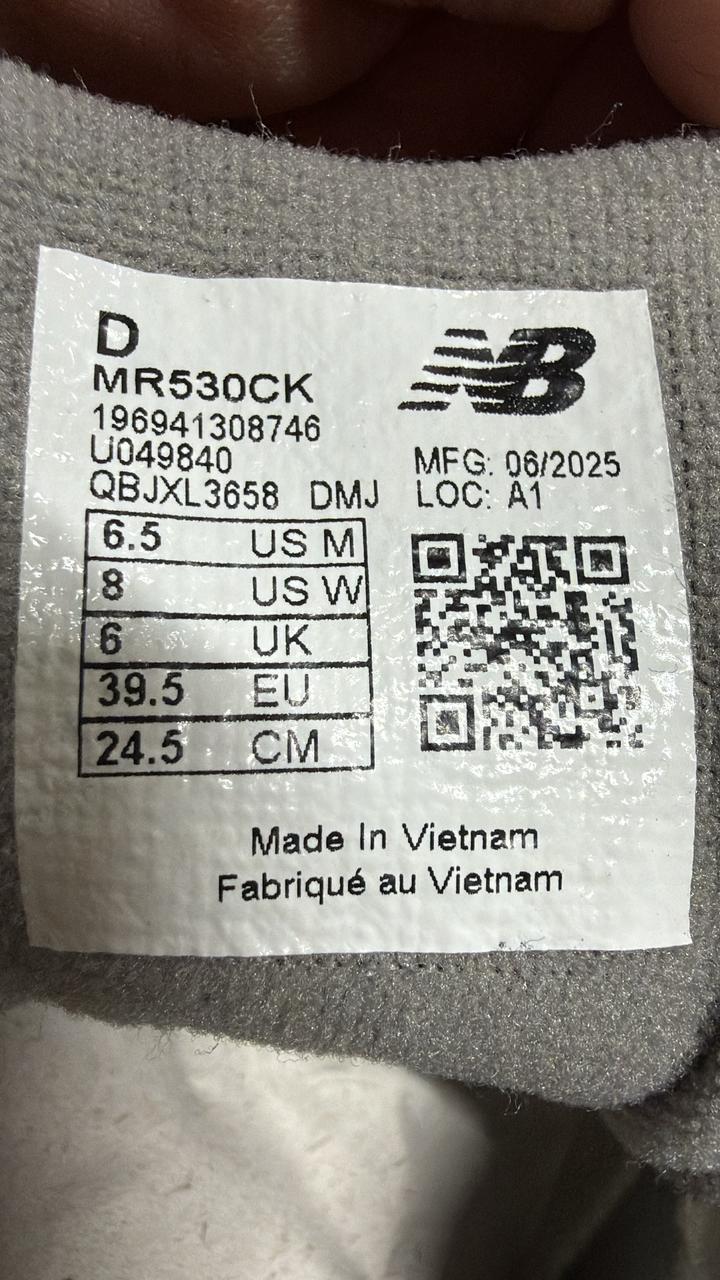 D
MR530CK
196941308746
U049840
QBJXL3658 DMJ
NB
MFG: 06/2025
LOC: A1
6.5 US M
8 US W
6 UK
39.5 EU
24.5 CM
Made In Vietnam
Fabriqué au Vietnam